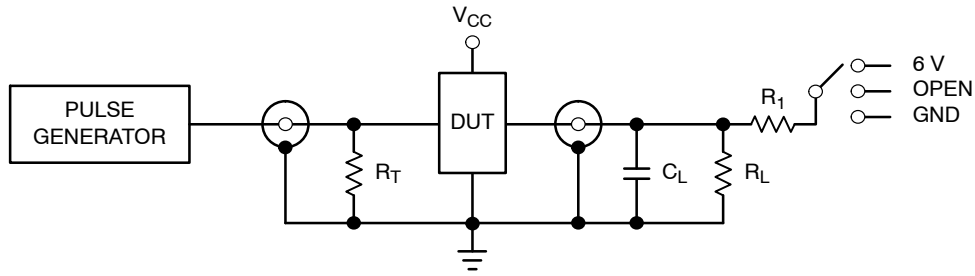 V_CC
6 V
OPEN
GND
R_1
PULSE
GENERATOR
DUT
R_T
C_L
R_L